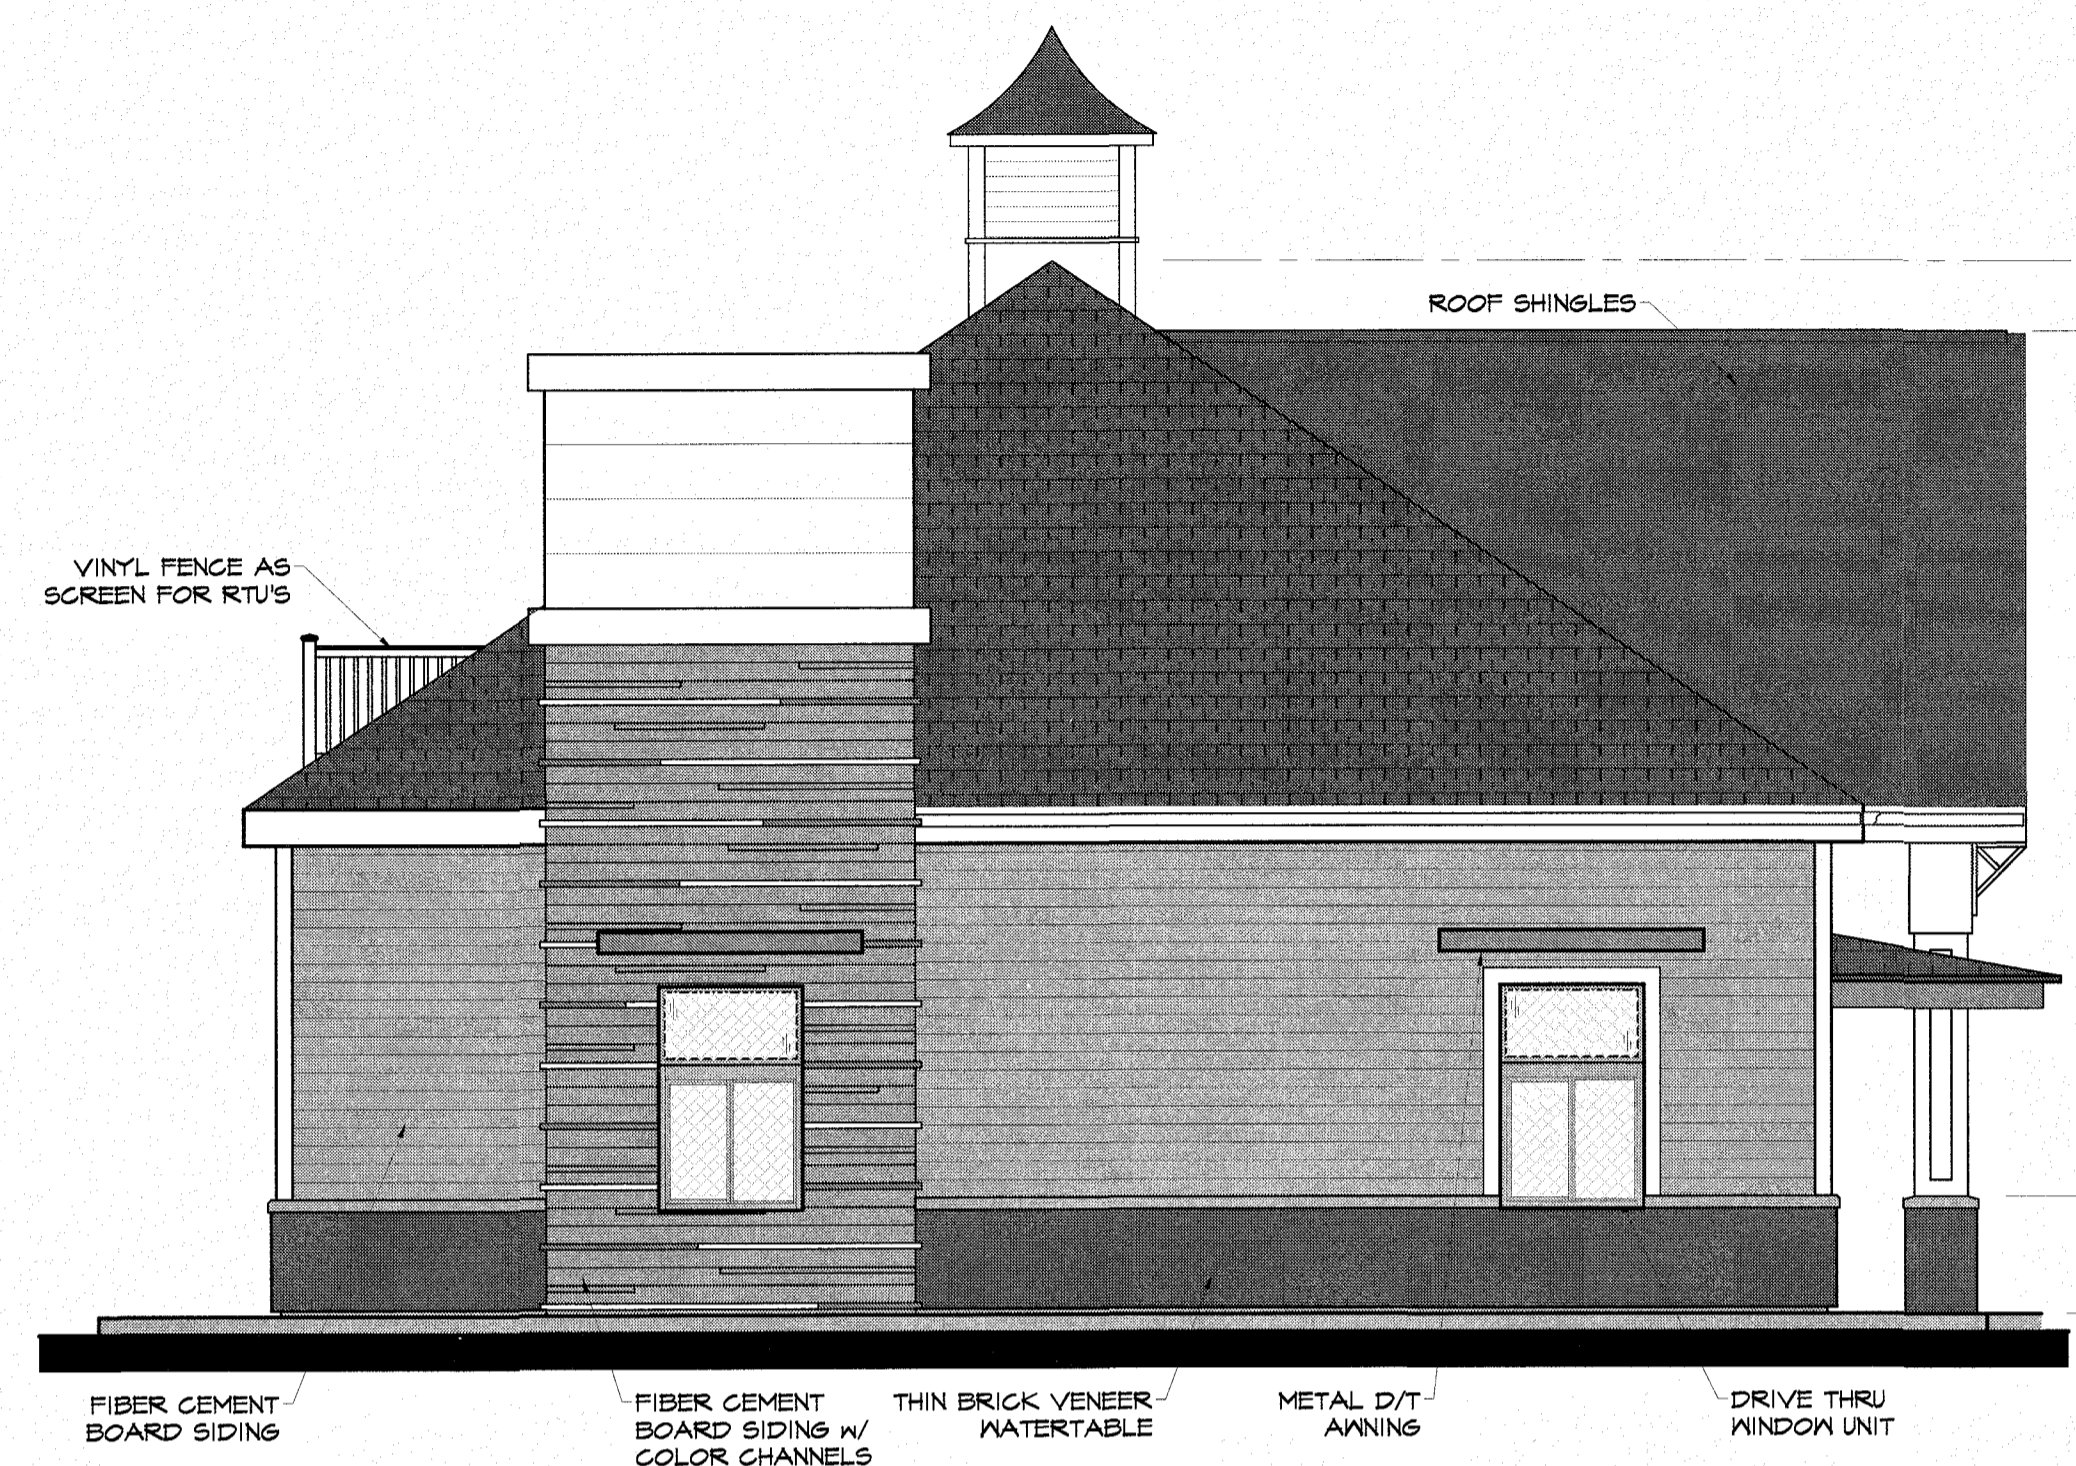 ROOF SHINGLES
VINYL FENCE AS
SCREEN FOR RTU'S
FIBER CEMENT
BOARD SIDING
FIBER CEMENT
BOARD SIDING W/
COLOR CHANNELS
THIN BRICK VENEER
WATERTABLE
METAL D/T
AWNING
DRIVE THRU
WINDOW UNIT